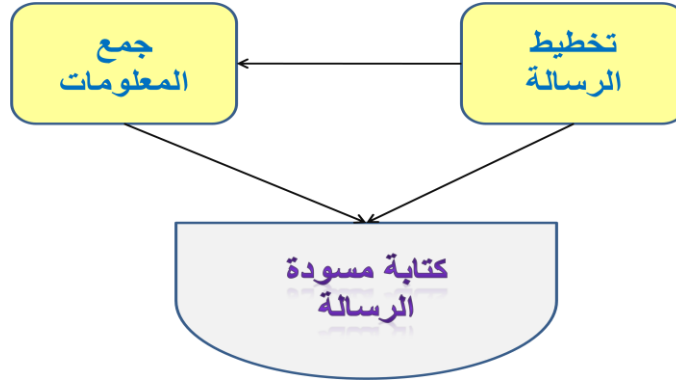 تخطيط
الرسالة
جمع
المعلومات
كتابة مسودة
الرسالة